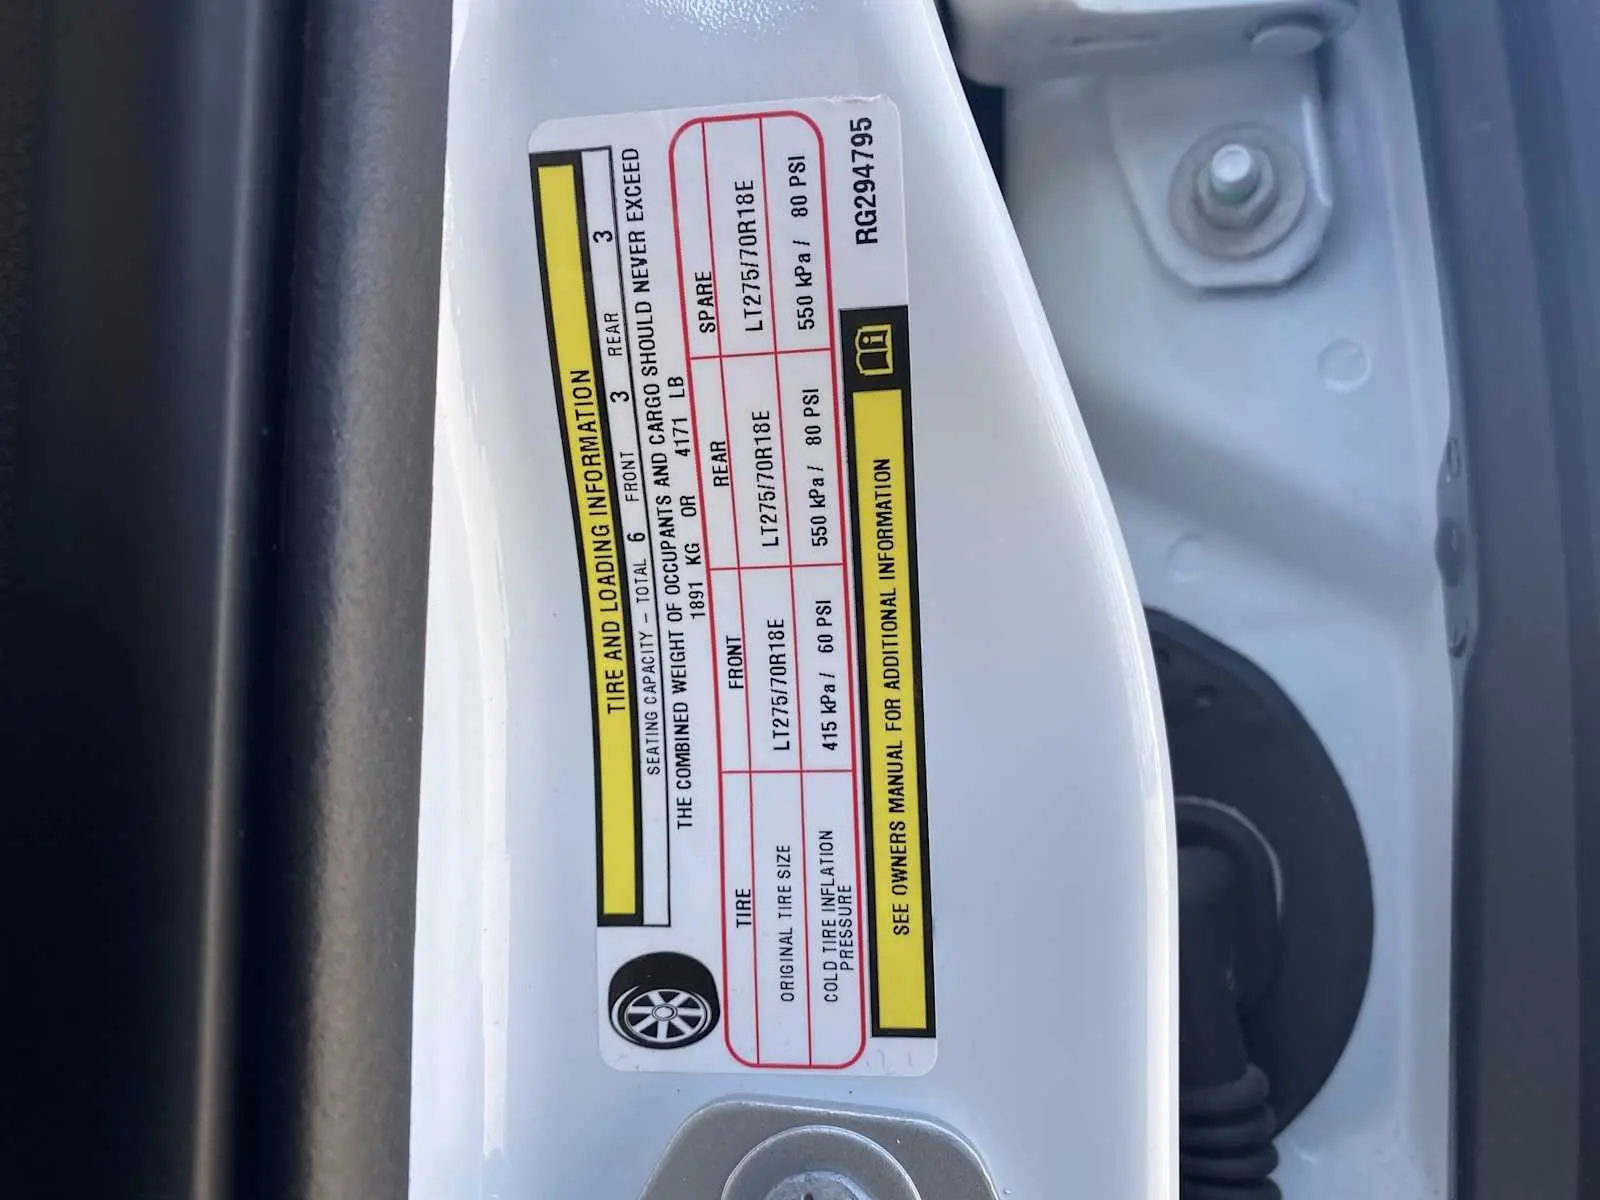 TIRE AND LOADING INFORMATION
SEATING CAPACITY – TOTAL 6 FRONT 3 REAR 3
THE COMBINED WEIGHT OF OCCUPANTS AND CARGO SHOULD NEVER EXCEED
1891 KG OR 4171 LB
TIRE FRONT REAR SPARE
ORIGINAL TIRE SIZE LT275/70R18E LT275/70R18E LT275/70R18E
COLD TIRE INFLATION PRESSURE 415 kPa / 60 PSI 550 kPa / 80 PSI 550 kPa / 80 PSI
SEE OWNERS MANUAL FOR ADDITIONAL INFORMATION
RG294795